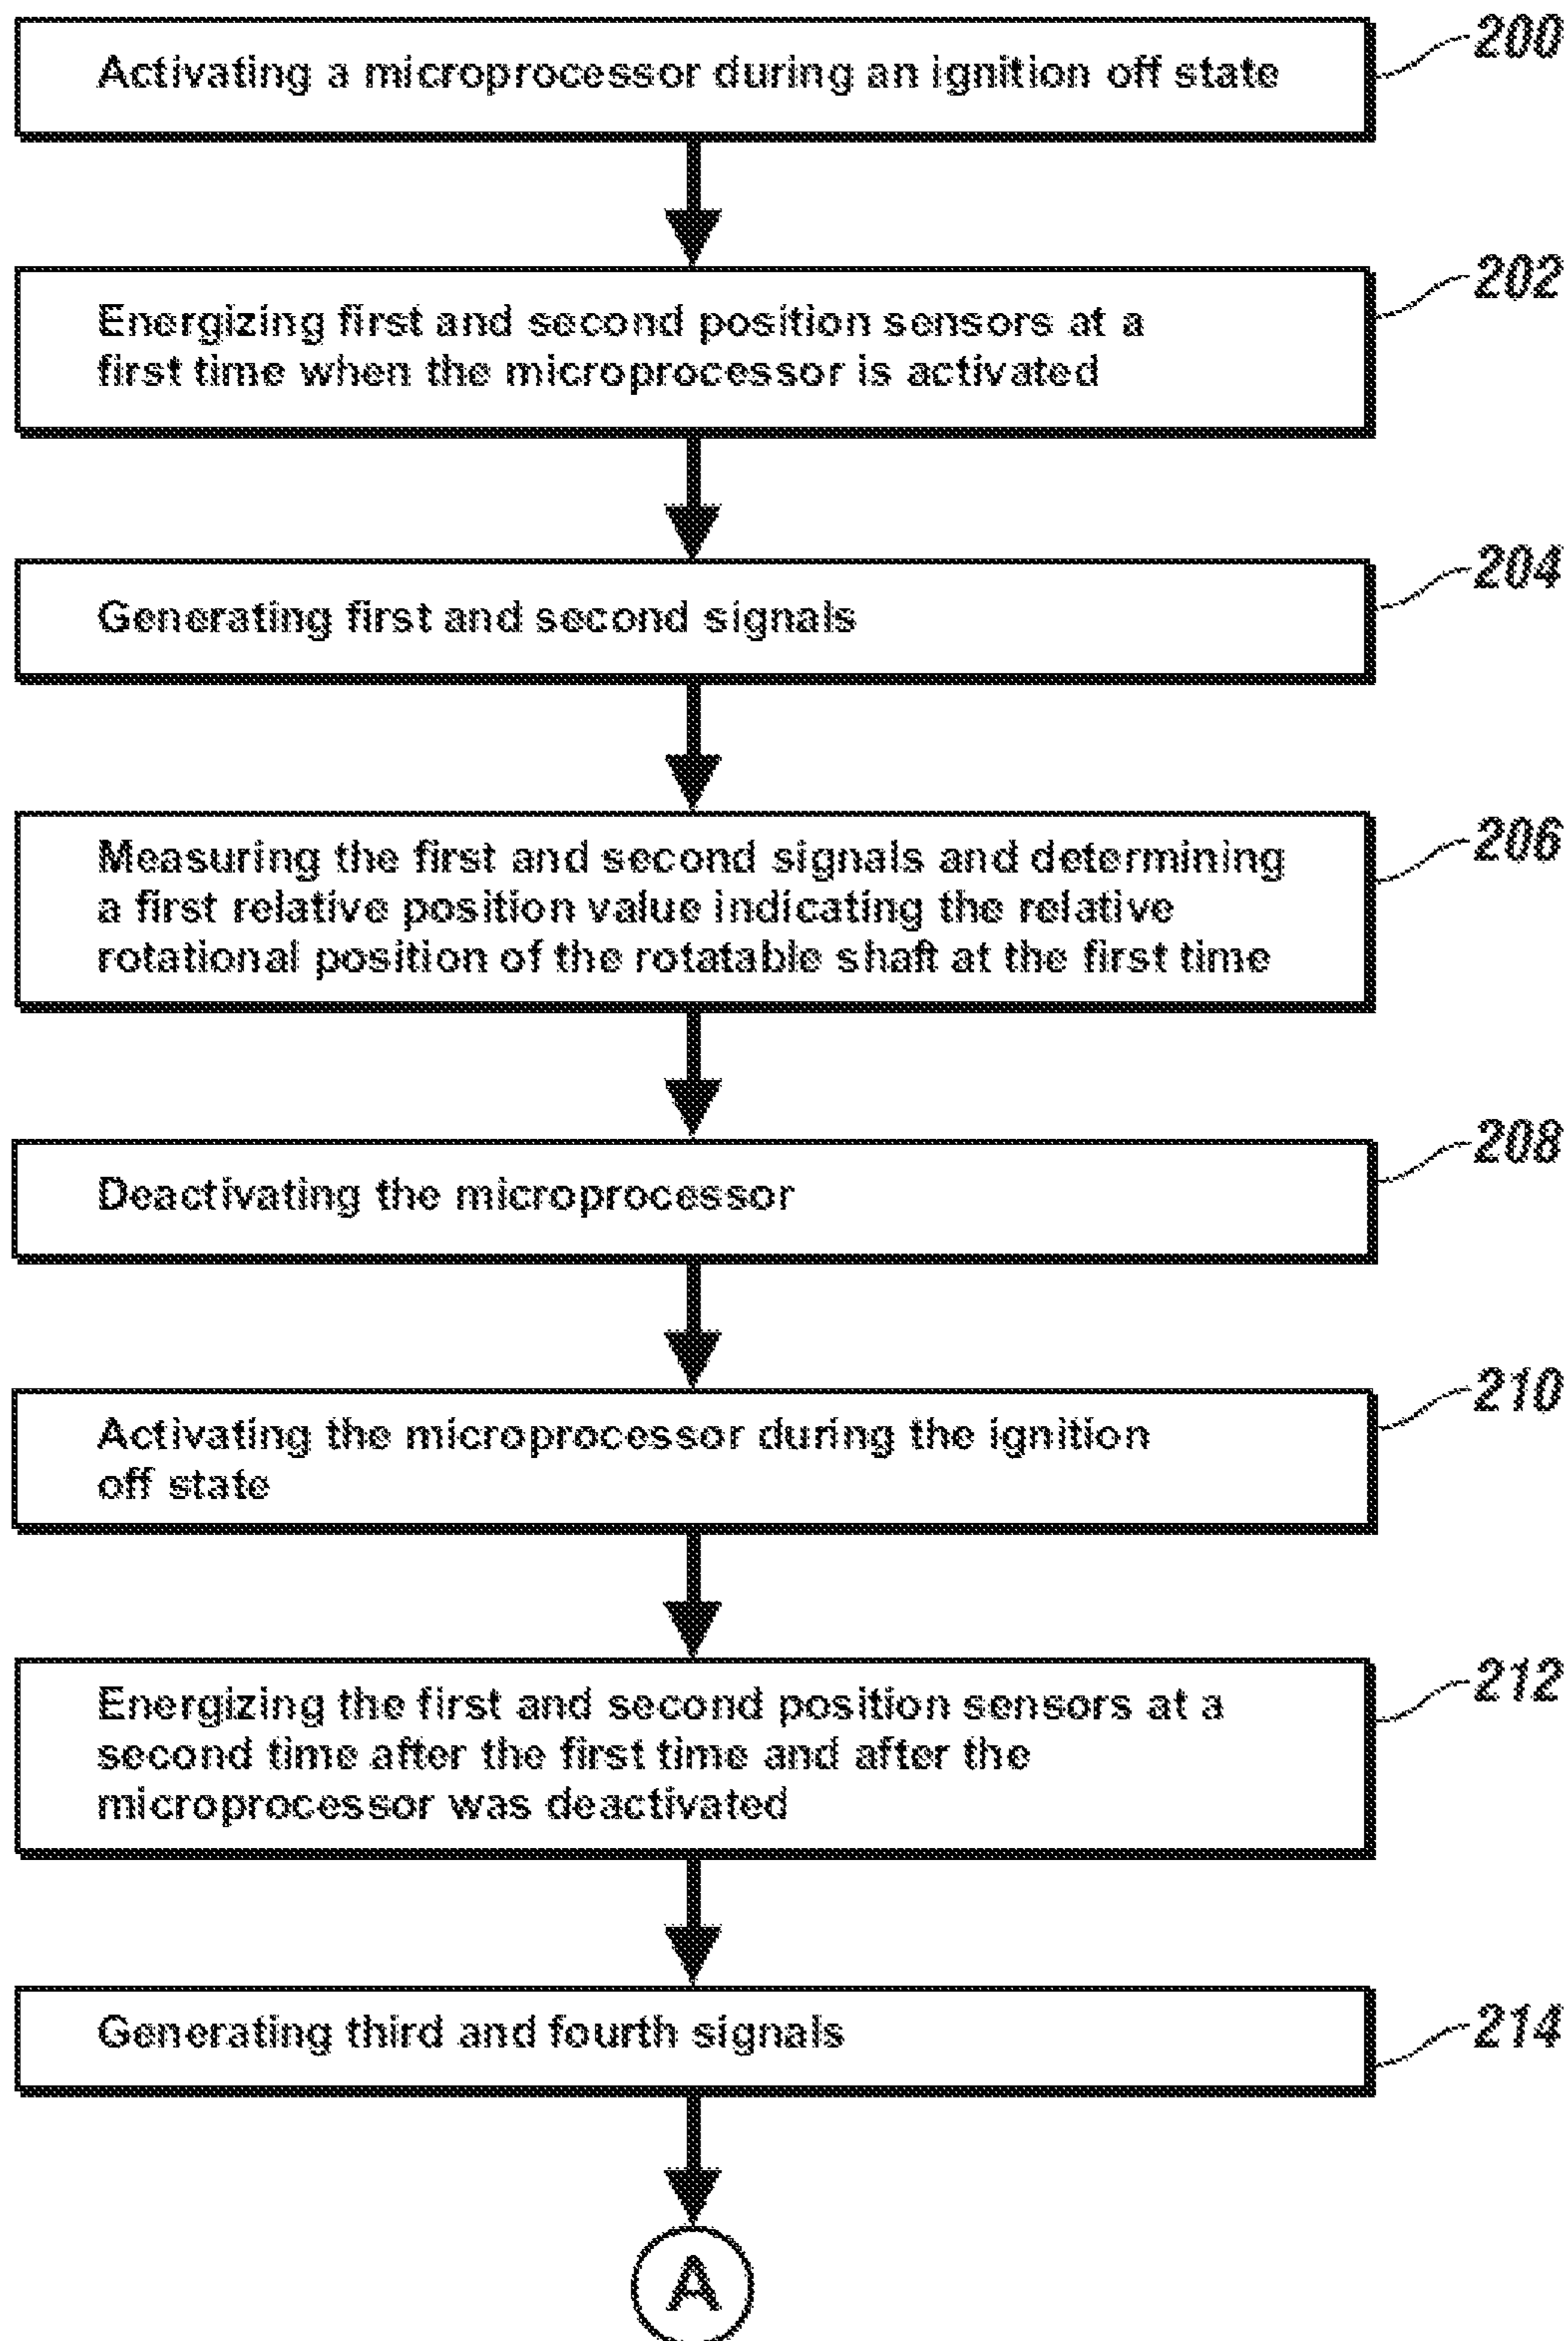 Activating a microprocessor during an ignition off state
200
Energizing first and second position sensors at a
first time when the microprocessor is activated
202
Generating first and second signals
204
Measuring the first and second signals and determining
a first relative position value indicating the relative
rotational position of the rotatable shaft at the first time
206
Deactivating the microprocessor
208
Activating the microprocessor during the ignition
off state
210
Energizing the first and second position sensors at a
second time after the first time and after the
microprocessor was deactivated
212
Generating third and fourth signals
214
A